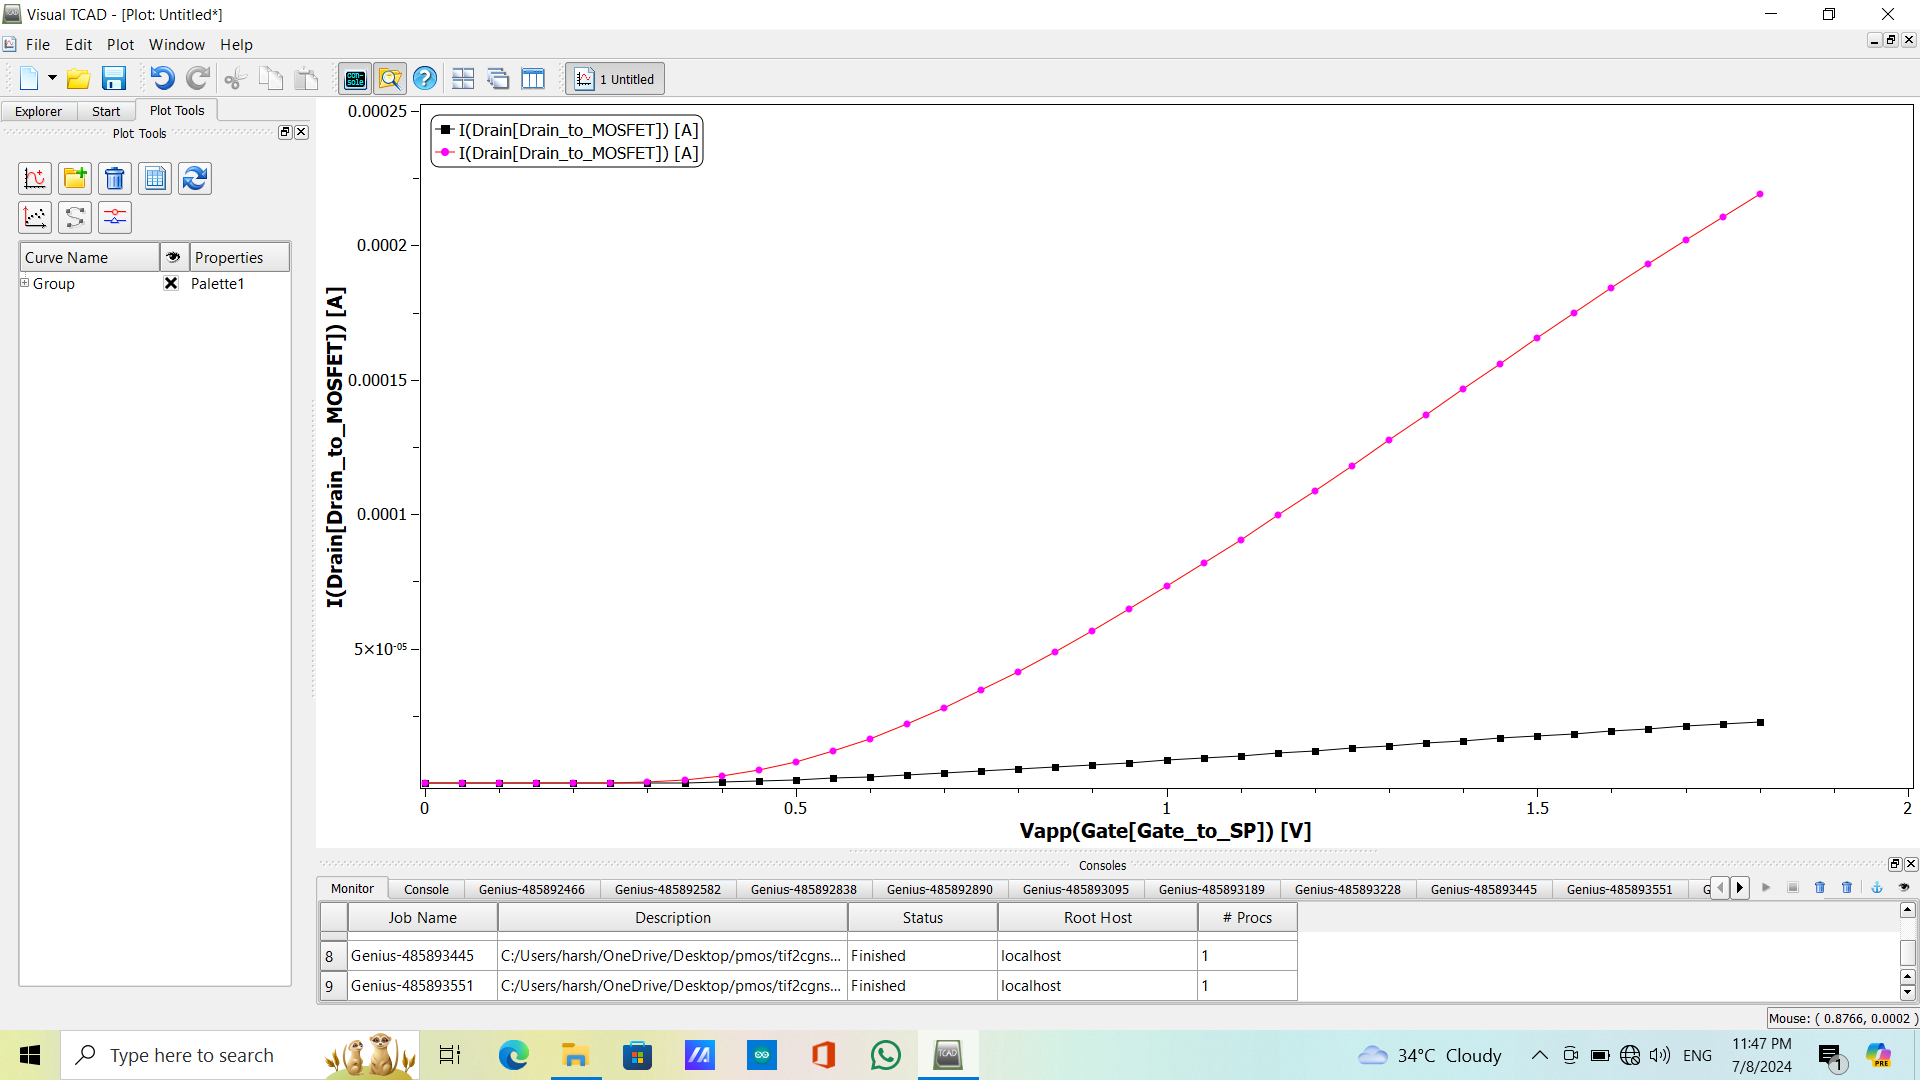 Visual TCAD - [Plot: Untitled*]
File Edit Plot Window Help
1 Untitled
Explorer Start Plot Tools
Plot Tools
Curve Name Properties
Group Palette1
I(Drain[Drain_to_MOSFET]) [A]
I(Drain[Drain_to_MOSFET]) [A]
I(Drain[Drain_to_MOSFET]) [A]
0.00025
0.0002
0.00015
0.0001
5×10⁻⁰⁵
0 0.5 1 1.5 2
Vapp(Gate[Gate_to_SP]) [V]
Consoles
Monitor Console Genius-485892466 Genius-485892582 Genius-485892838 Genius-485892890 Genius-485893095 Genius-485893189 Genius-485893228 Genius-485893445 Genius-485893551 G
Job Name Description Status Root Host # Procs
8 Genius-485893445 C:/Users/harsh/OneDrive/Desktop/pmos/tif2cgns... Finished localhost 1
9 Genius-485893551 C:/Users/harsh/OneDrive/Desktop/pmos/tif2cgns... Finished localhost 1
Mouse: ( 0.8766, 0.0002 )
Type here to search
TCAD
34°C Cloudy
ENG
11:47 PM
7/8/2024
1
PRE